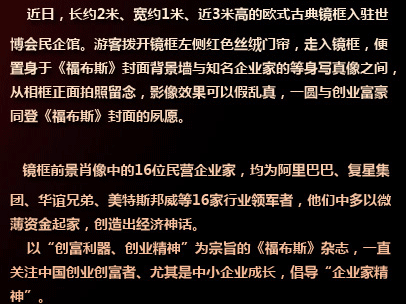 近日，长约2米、宽约1米、近3米高的欧式古典镜框入驻世
博会民企馆。游客拨开镜框左侧红色丝绒门帘，走入镜框，便
置身于《福布斯》封面背景墙与知名企业家的等身写真像之间，
从相框正面拍照留念，影像效果可以假乱真，一圆与创业富豪
同登《福布斯》封面的夙愿。
镜框前景肖像中的16位民营企业家，均为阿里巴巴、复星集
团、华谊兄弟、美特斯邦威等16家行业领军者，他们中多以微
薄资金起家，创造出经济神话。
以“创富利器、创业精神”为宗旨的《福布斯》杂志，一直
关注中国创业创富者、尤其是中小企业成长，倡导“企业家精
神”。